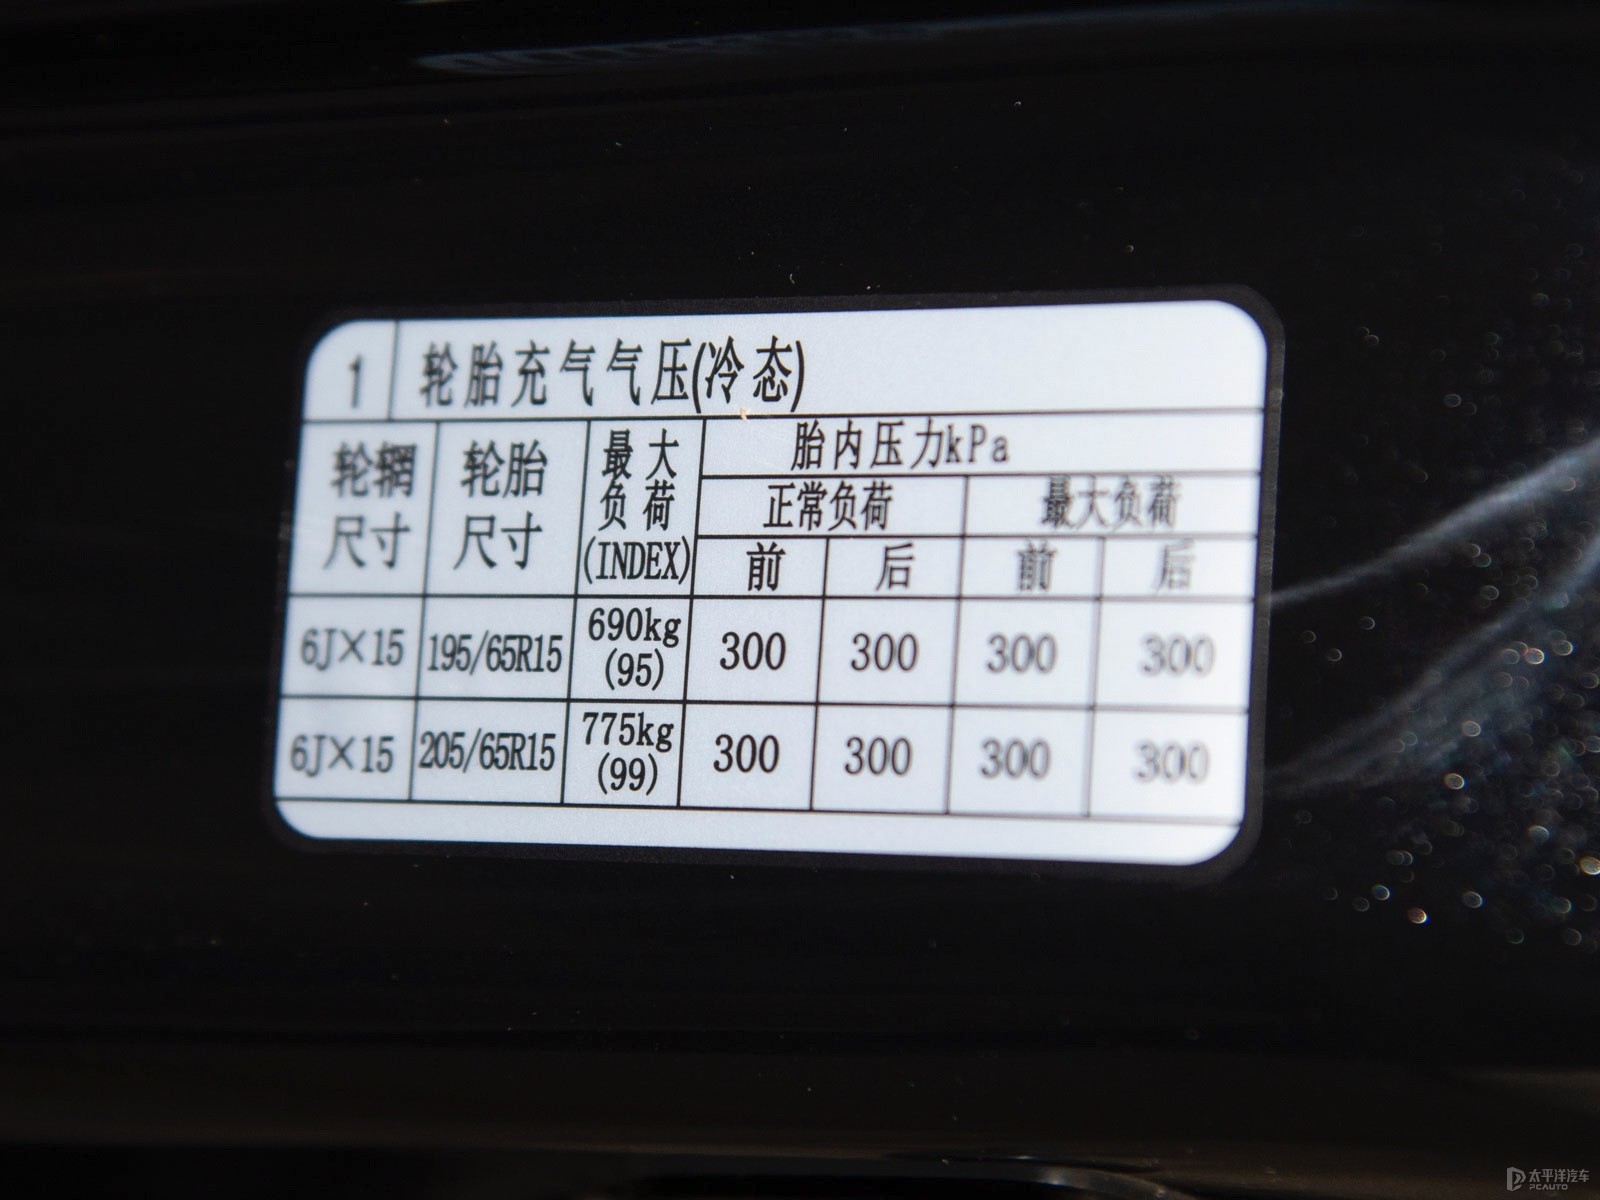 1 轮胎充气气压(冷态)
轮辋尺寸 轮胎尺寸 最大负荷(INDEX) 胎内压力kPa
正常负荷 最大负荷
前 后 前 后
6J×15 195/65R15 690kg(95) 300 300 300 300
6J×15 205/65R15 775kg(99) 300 300 300 300
太平洋汽车
PCAUTO